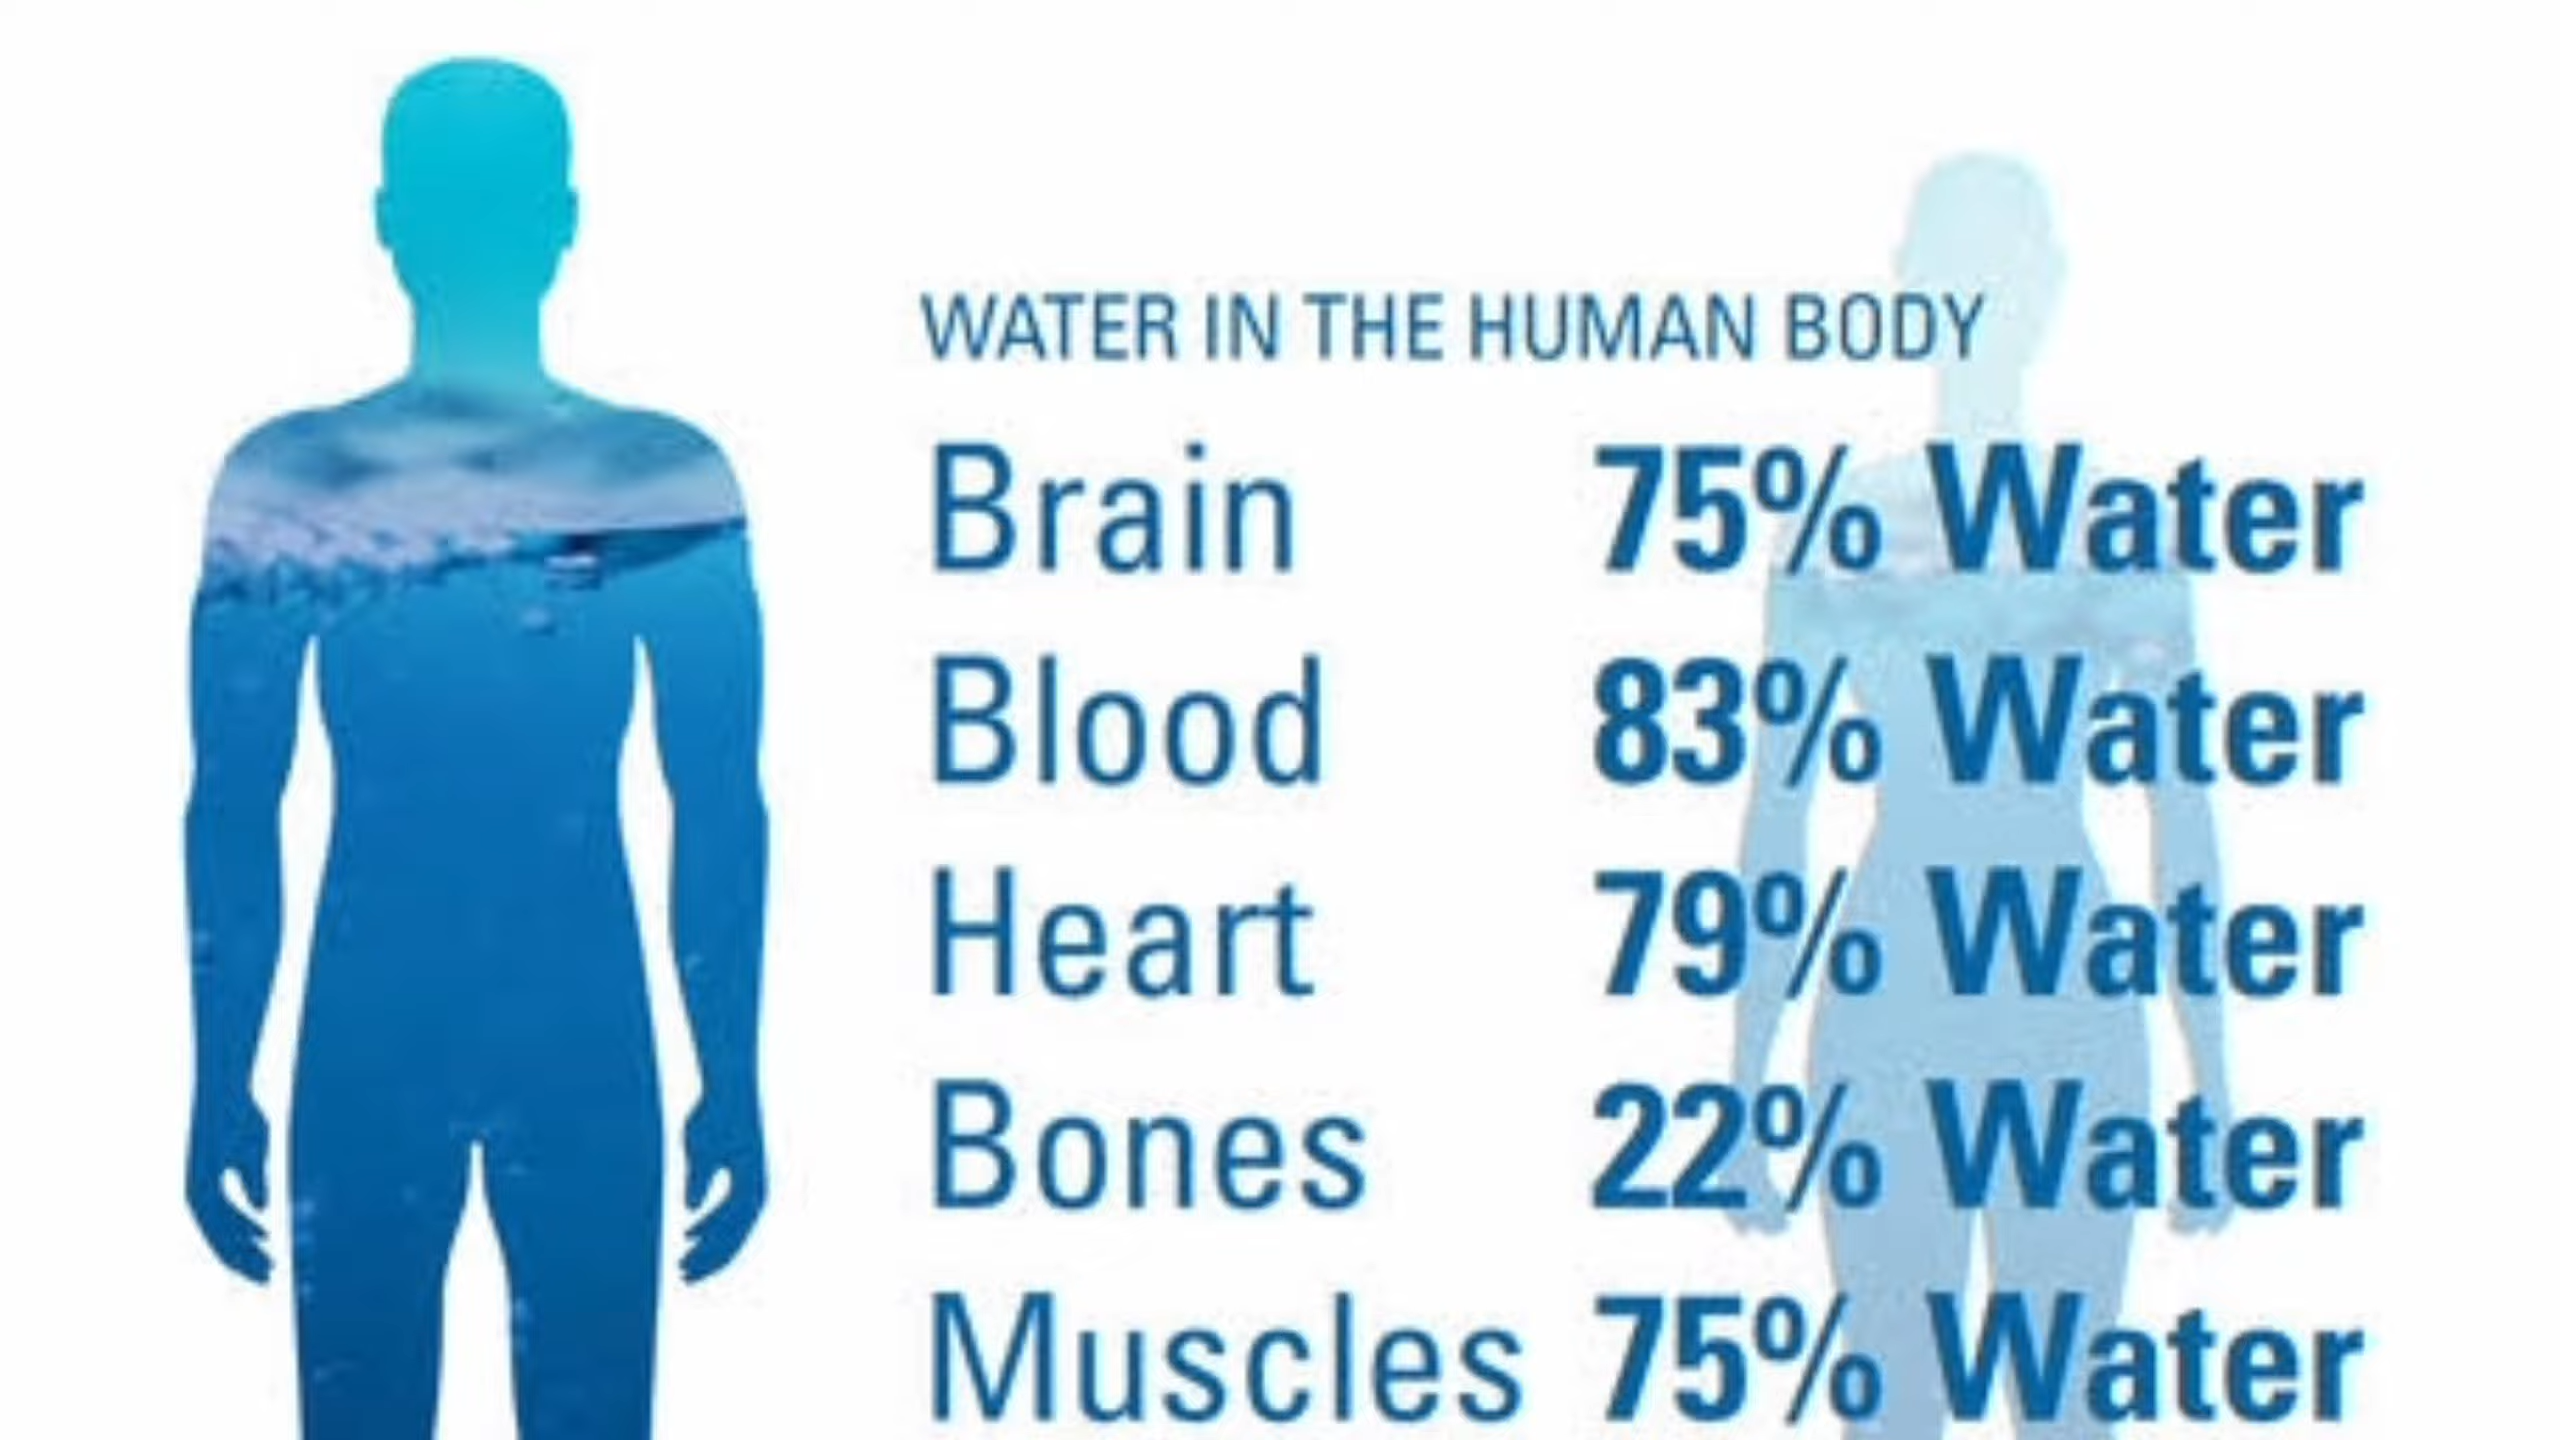 WATER IN THE HUMAN BODY
Brain 75% Water
Blood 83% Water
Heart 79% Water
Bones 22% Water
Muscles 75% Water